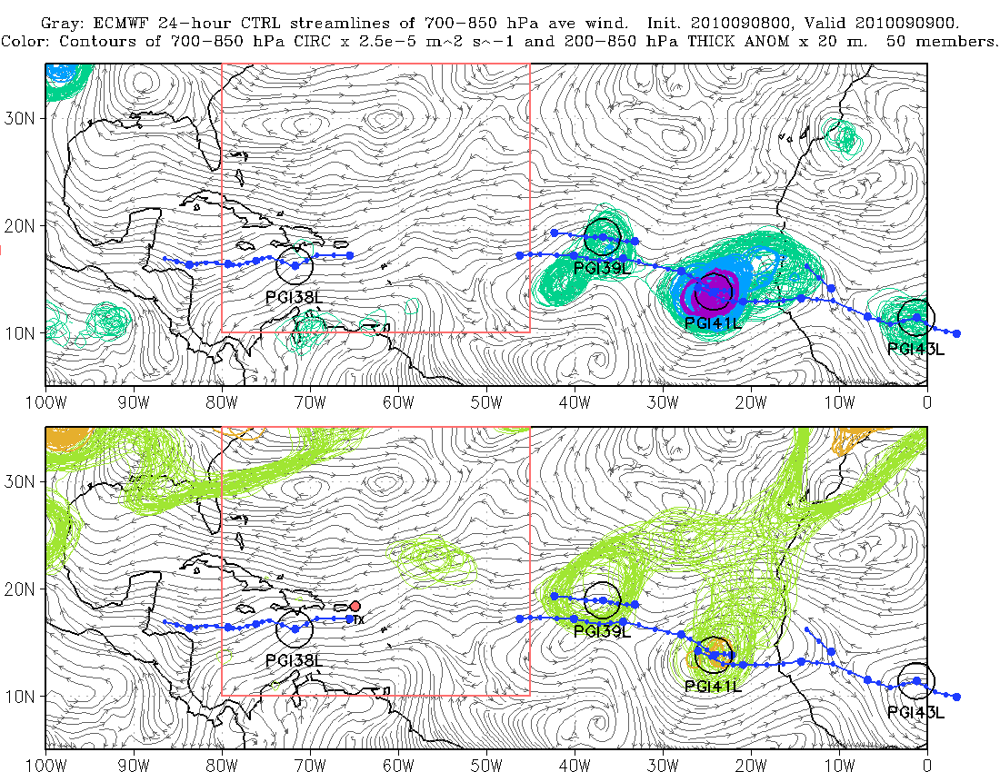 Gray: ECMWF 24-hour CTRL streamlines of 700-850 hPa ave wind.  Init. 2010090800, Valid 2010090900.
Color: Contours of 700-850 hPa CIRC x 2.5e-5 m^2 s^-1 and 200-850 hPa THICK ANOM x 20 m.  50 members.
30N
20N
10N
PGI38L
PGI39L
PGI41L
PGI43L
100W 90W 80W 70W 60W 50W 40W 30W 20W 10W 0
30N
20N
10N
Tx
PGI38L
PGI39L
PGI41L
PGI43L
100W 90W 80W 70W 60W 50W 40W 30W 20W 10W 0